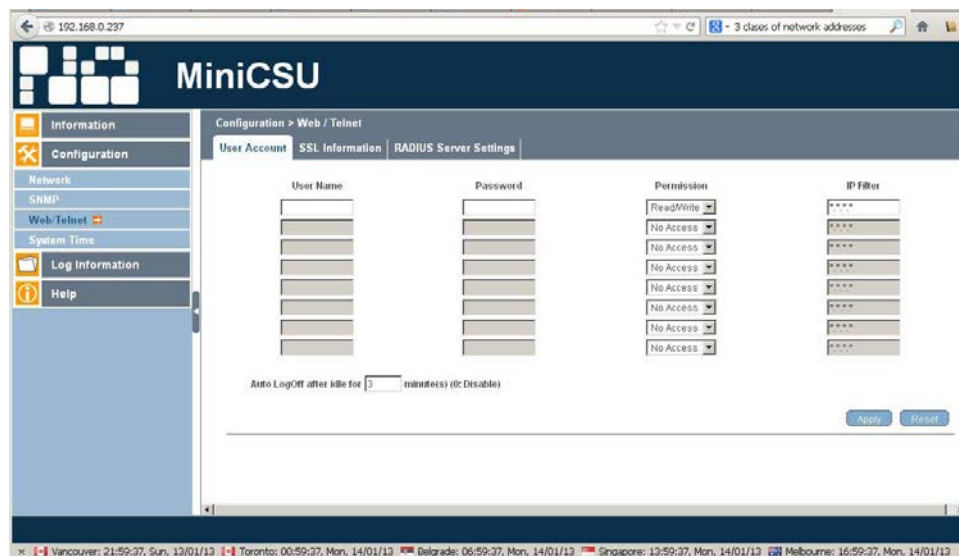 192.168.0.237
- 3 clases of network addresses
MiniCSU
Information
Configuration
Network
SNMP
Web/Telnet
System Time
Log Information
Help
Configuration > Web / Telnet
User Account SSL Information RADIUS Server Settings
User Name Password Permission IP Filter
Read/Write *.*.*.*
No Access *.*.*.*
No Access *.*.*.*
No Access *.*.*.*
No Access *.*.*.*
No Access *.*.*.*
No Access *.*.*.*
No Access *.*.*.*
Auto LogOff after idle for 3 minute(s) (0: Disable)
Apply Reset
Vancouver: 21:59:37, Sun, 13/01/13 Toronto: 00:59:37, Mon, 14/01/13 Belgrade: 06:59:37, Mon, 14/01/13 Singapore: 13:59:37, Mon, 14/01/13 Melbourne: 16:59:37, Mon, 14/01/13